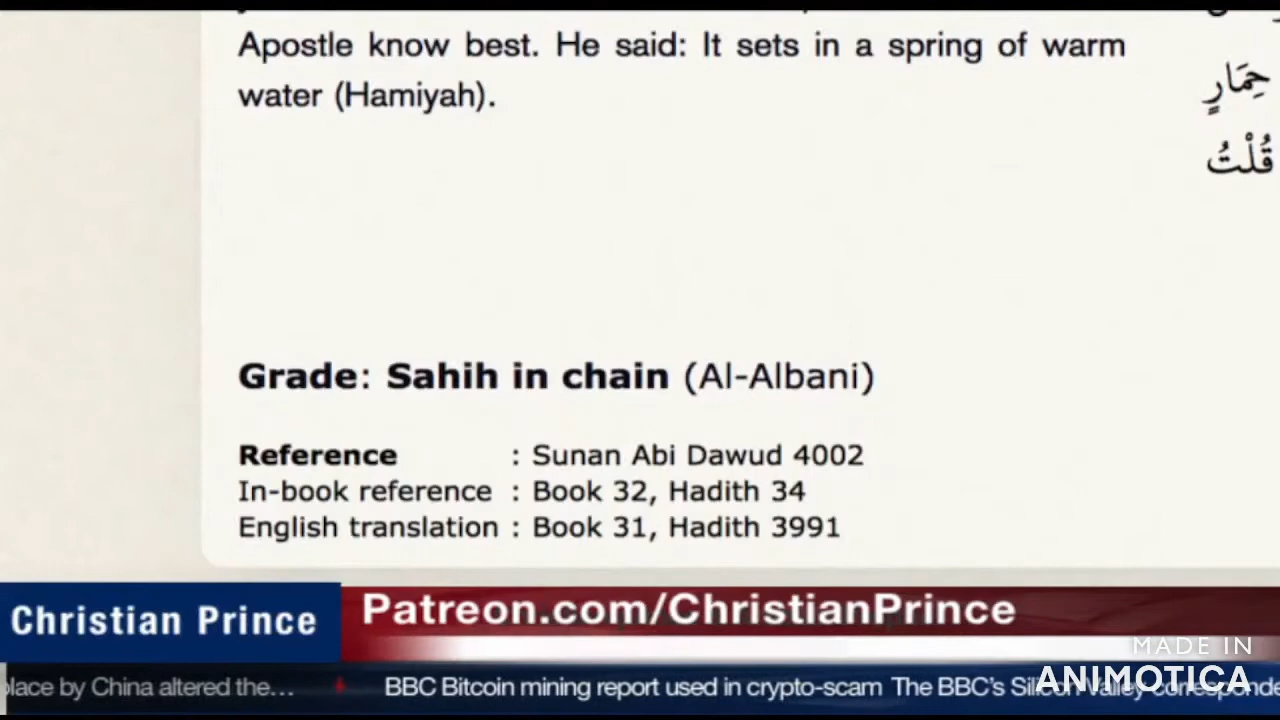 Apostle know best. He said: It sets in a spring of warm
water (Hamiyah).
حِمَارٍ
قُلْتُ
Grade: Sahih in chain (Al-Albani)
Reference : Sunan Abi Dawud 4002
In-book reference : Book 32, Hadith 34
English translation : Book 31, Hadith 3991
Christian Prince
Patreon.com/ChristianPrince
MADE IN
ANIMOTICA
place by China altered the... BBC Bitcoin mining report used in crypto-scam The BBC's Silicon Valley